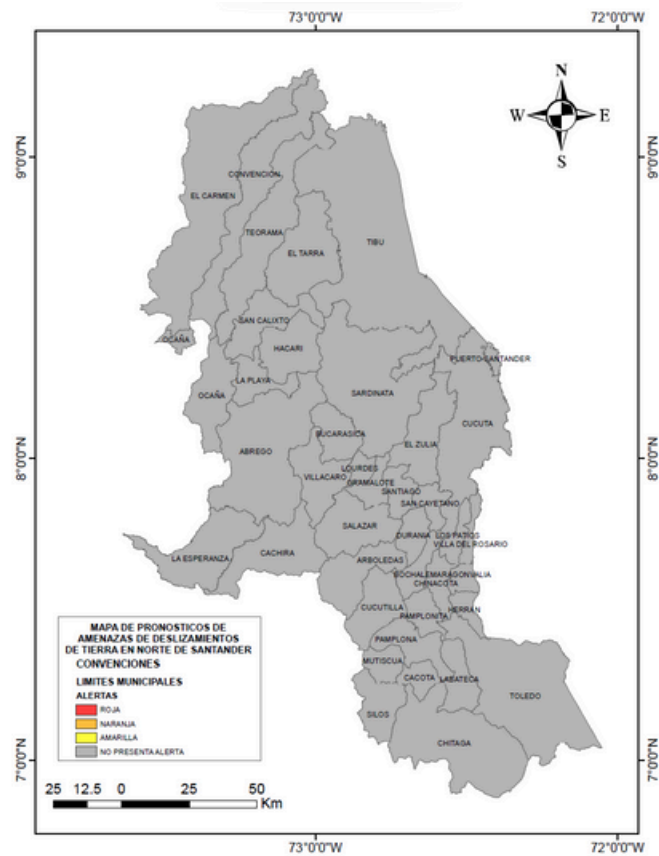 73°0'0"W 72°0'0"W
N
W E
S
9°0'0"N 9°0'0"N
CONVENCIÓN
EL CARMEN
TEORAMA
TIBU
EL TARRA
SAN CALIXTO
OCAÑA
HACARI
PUERTO SANTANDER
LA PLAYA
OCAÑA
SARDINATA
CUCUTA
BUCARASICA
EL ZULIA
ABREGO
8°0'0"N 8°0'0"N
LOURDES
VILLACARO
GRAMALOTE
SANTIAGO
SAN CAYETANO
SALAZAR
DURANIA
LOS PATIOS
VILLA DEL ROSARIO
LA ESPERANZA
CACHIRA
ARBOLEDAS
BOCHALEMA
RAGONVALIA
CHINACOTA
CUCUTILLA
HERRAN
PAMPLONITA
PAMPLONA
MUTISCUA
CACOTA
LABATECA
TOLEDO
SILOS
CHITAGA
7°0'0"N 7°0'0"N
MAPA DE PRONOSTICOS DE
AMENAZAS DE DESLIZAMIENTOS
DE TIERRA EN NORTE DE SANTANDER
CONVENCIONES
LIMITES MUNICIPALES
ALERTAS
ROJA
NARANJA
AMARILLA
NO PRESENTA ALERTA
25 12.5 0 25 50
Km
73°0'0"W 72°0'0"W